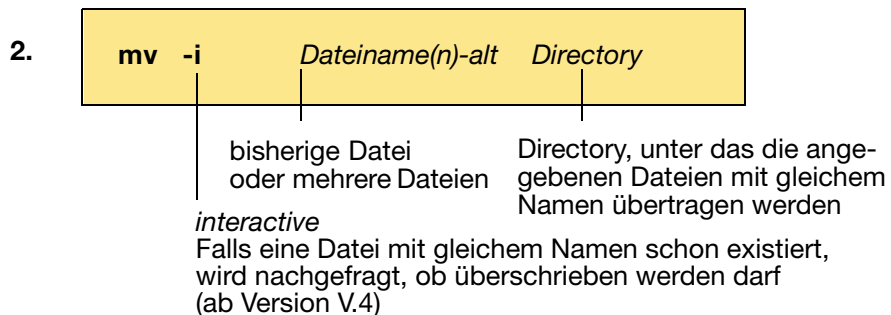 2. mv -i Dateiname(n)-alt Directory
bisherige Datei
oder mehrere Dateien
Directory, unter das die ange-
gebenen Dateien mit gleichem
Namen übertragen werden
interactive
Falls eine Datei mit gleichem Namen schon existiert,
wird nachgefragt, ob überschrieben werden darf
(ab Version V.4)